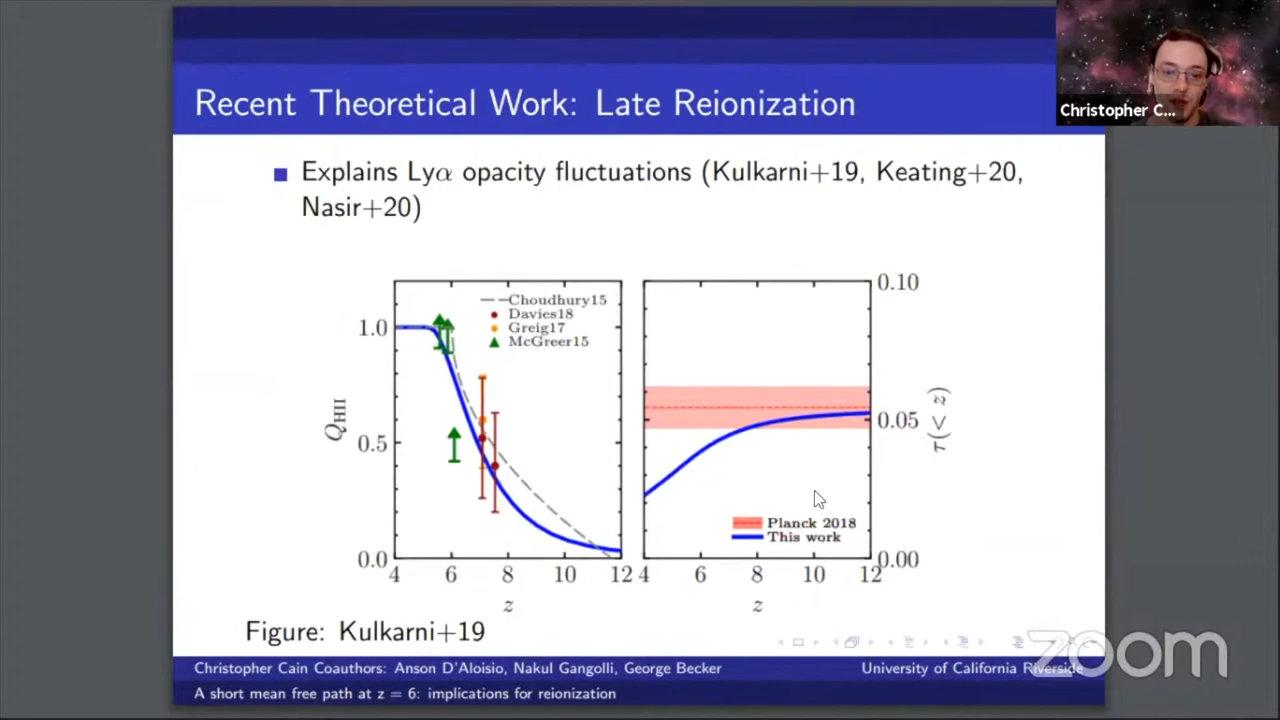 Recent Theoretical Work: Late Reionization
Christopher C...
Explains Lyα opacity fluctuations (Kulkarni+19, Keating+20,
Nasir+20)
Choudhury15
Davies18
Greig17
McGreer15
1.0
0.5
0.0
Q_HII
4 6 8 10 12
z
0.10
0.05
0.00
τ(< z)
Planck 2018
This work
4 6 8 10 12
z
Figure: Kulkarni+19
Christopher Cain Coauthors: Anson D'Aloisio, Nakul Gangolli, George Becker
University of California Riverside
A short mean free path at z = 6: implications for reionization
zoom